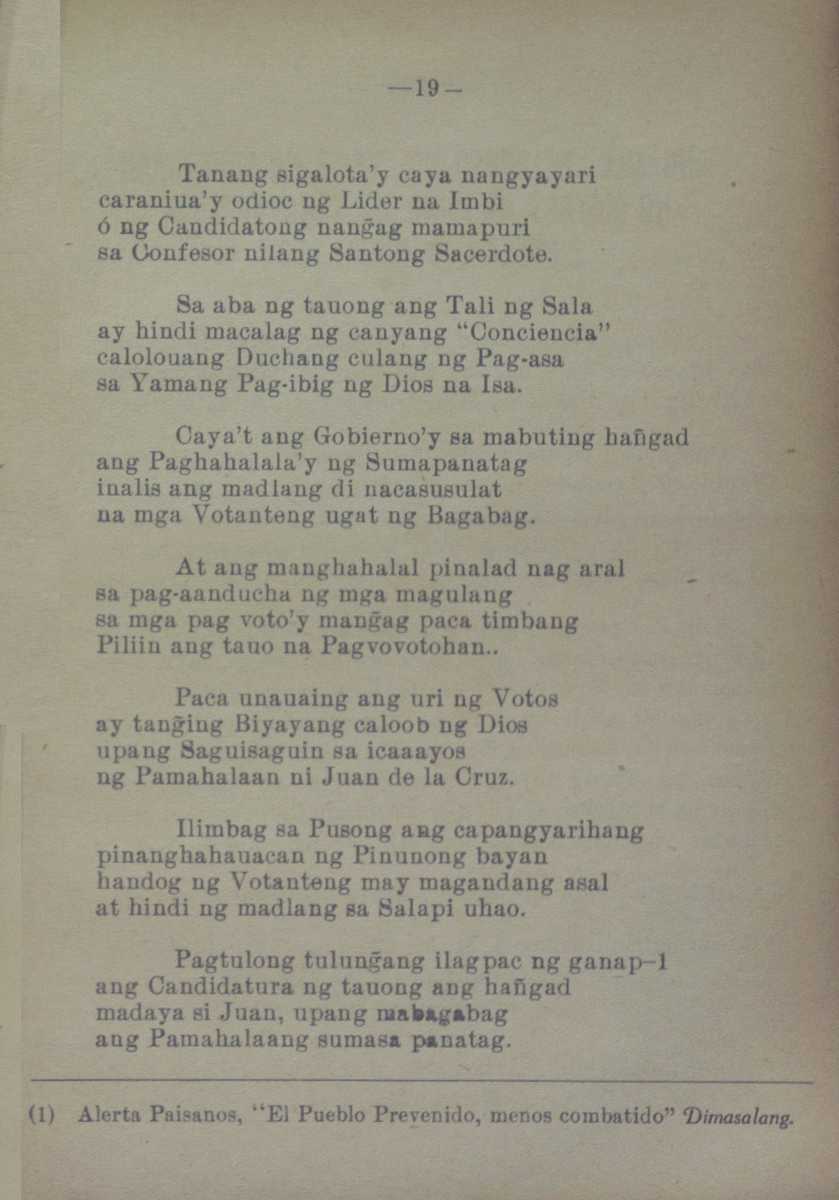 —19—
Tanang sigalota'y caya nangyayari
caraniua'y odioc ng Lider na Imbi
ó ng Candidatong nang̃ag mamapuri
sa Confesor nilang Santong Sacerdote.
Sa aba ng tauong ang Tali ng Sala
ay hindi macalag ng canyang “Conciencia”
calolouang Duchang culang ng Pag-asa
sa Yamang Pag-ibig ng Dios na Isa.
Caya't ang Gobierno'y sa mabuting hañgad
ang Paghahalala'y ng Sumapanatag
inalis ang madlang di nacasusulat
na mga Votanteng ugat ng Bagabag.
At ang manghahalal pinalad nag aral
sa pag-aanducha ng mga magulang
sa mga pag voto'y mang̃ag paca timbang
Piliin ang tauo na Pagvovotohan..
Paca unauaing ang uri ng Votos
ay tang̃ing Biyayang caloob ng Dios
upang Saguisaguin sa icaaayos
ng Pamahalaan ni Juan de la Cruz.
Ilimbag sa Pusong ang capangyarihang
pinanghahauacan ng Pinunong bayan
handog ng Votanteng may magandang asal
at hindi ng madlang sa Salapi uhao.
Pagtulong tulung̃ang ilagpac ng ganap—1
ang Candidatura ng tauong ang hañgad
madaya si Juan, upang mabagabag
ang Pamahalaang sumasa panatag.
(1) Alerta Paisanos, “El Pueblo Prevenido, menos combatido” Dimasalang.